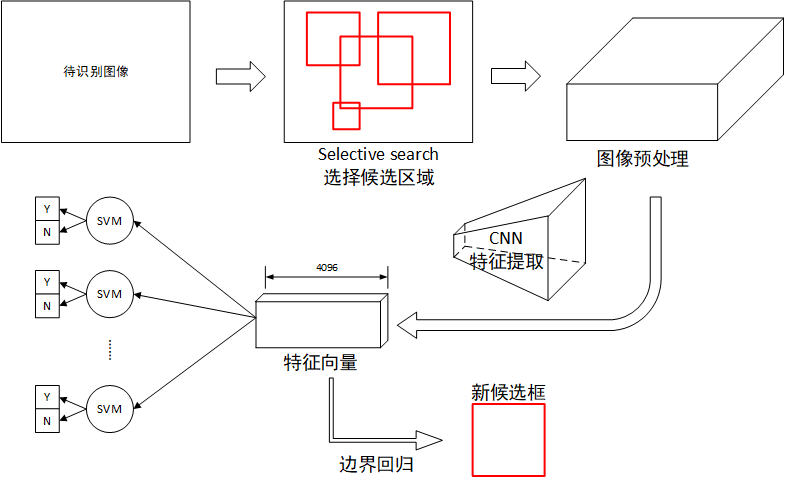 待识别图像
Selective search
选择候选区域
图像预处理
CNN
特征提取
4096
特征向量
Y
N
SVM
Y
N
SVM
Y
N
SVM
新候选框
边界回归